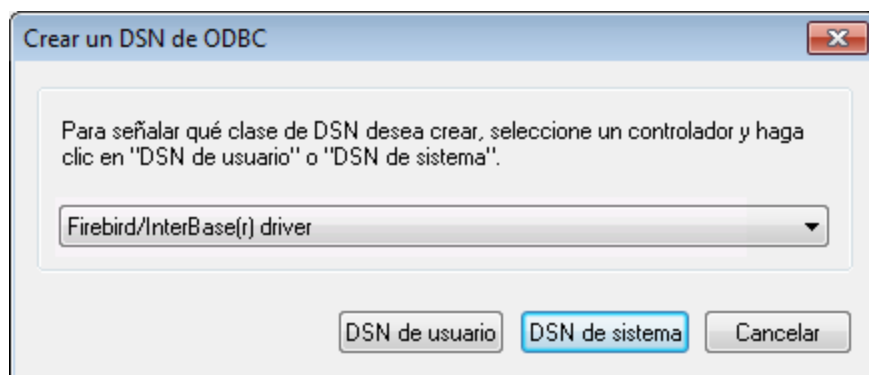 Crear un DSN de ODBC
Para señalar qué clase de DSN desea crear, seleccione un controlador y haga
clic en "DSN de usuario" o "DSN de sistema".
Firebird/InterBase(r) driver
DSN de usuario DSN de sistema Cancelar